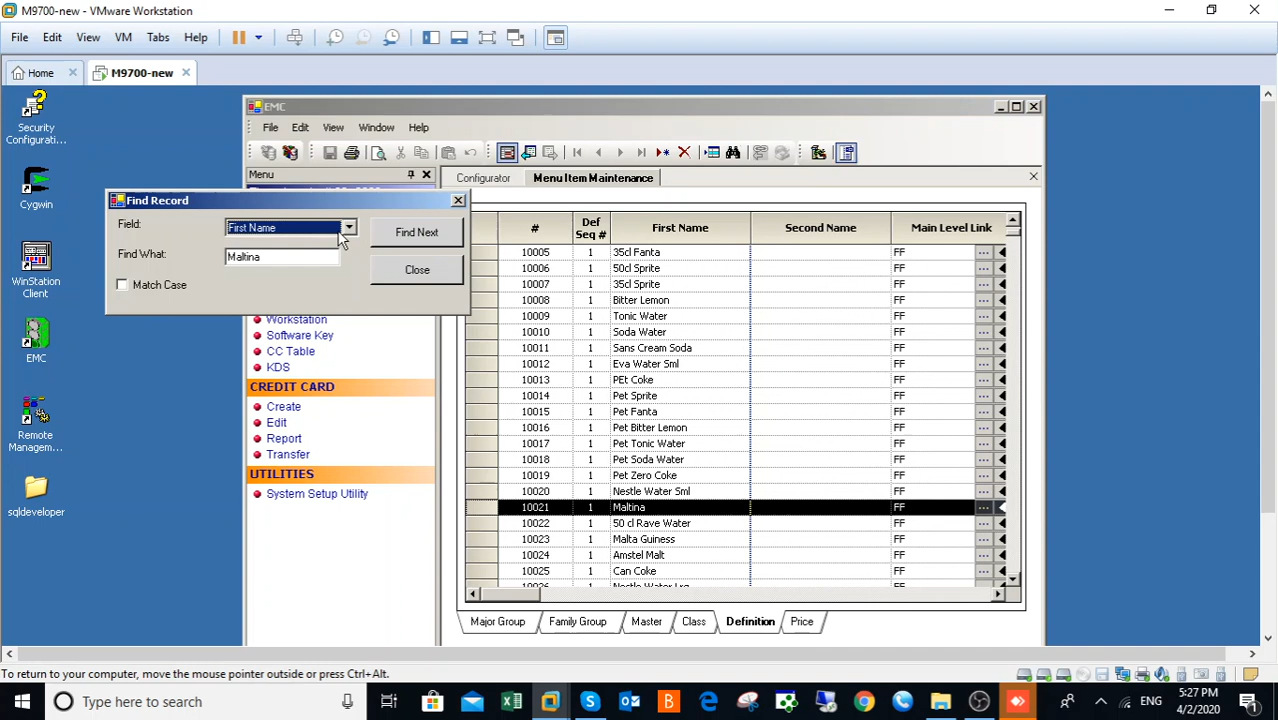 M9700-new - VMware Workstation
File Edit View VM Tabs Help
Home M9700-new
Security Configurati...
Cygwin
WinStation Client
EMC
Remote Managem...
sqldeveloper
EMC
File Edit View Window Help
Menu
Configurator Menu Item Maintenance
Find Record
Field: First Name Find Next
Find What: Maltina Close
Match Case
Workstation
Software Key
CC Table
KDS
CREDIT CARD
Create
Edit
Report
Transfer
UTILITIES
System Setup Utility
# Def Seq # First Name Second Name Main Level Link
10005 1 35cl Fanta FF ...
10006 1 50cl Sprite FF ...
10007 1 35cl Sprite FF ...
10008 1 Bitter Lemon FF ...
10009 1 Tonic Water FF ...
10010 1 Soda Water FF ...
10011 1 Sans Cream Soda FF ...
10012 1 Eva Water Sml FF ...
10013 1 PEt Coke FF ...
10014 1 Pet Sprite FF ...
10015 1 Pet Fanta FF ...
10016 1 Pet Bitter Lemon FF ...
10017 1 Pet Tonic Water FF ...
10018 1 Pet Soda Water FF ...
10019 1 Pet Zero Coke FF ...
10020 1 Nestle Water Sml FF ...
10021 1 Maltina FF ...
10022 1 50 cl Rave Water FF ...
10023 1 Malta Guiness FF ...
10024 1 Amstel Malt FF ...
10025 1 Can Coke FF ...
10026 1 Nestle Water Lrg FF ...
Major Group Family Group Master Class Definition Price
To return to your computer, move the mouse pointer outside or press Ctrl+Alt.
Type here to search
ENG
5:27 PM
4/2/2020